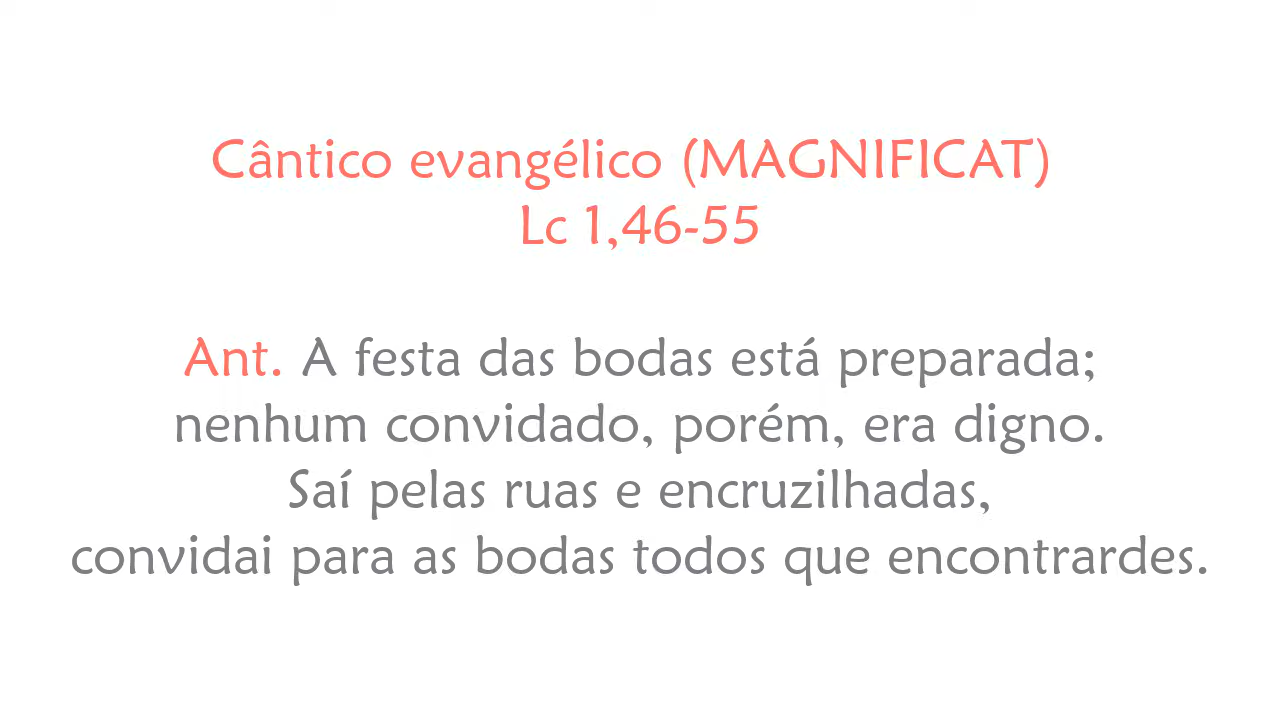 Cântico evangélico (MAGNIFICAT)
Lc 1,46-55
Ant. A festa das bodas está preparada;
nenhum convidado, porém, era digno.
Saí pelas ruas e encruzilhadas,
convidai para as bodas todos que encontrardes.